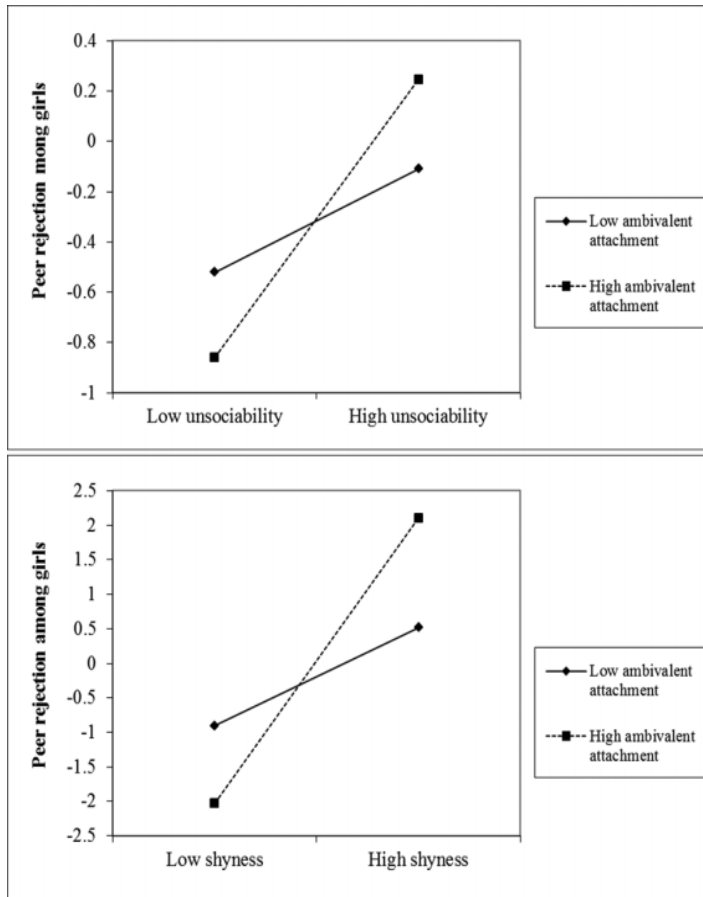 0.4
0.2
0
-0.2
-0.4
-0.6
-0.8
-1
Peer rejection mong girls
Low unsociability High unsociability
Low ambivalent
attachment
High ambivalent
attachment
2.5
2
1.5
1
0.5
0
-0.5
-1
-1.5
-2
-2.5
Peer rejection among girls
Low shyness High shyness
Low ambivalent
attachment
High ambivalent
attachment